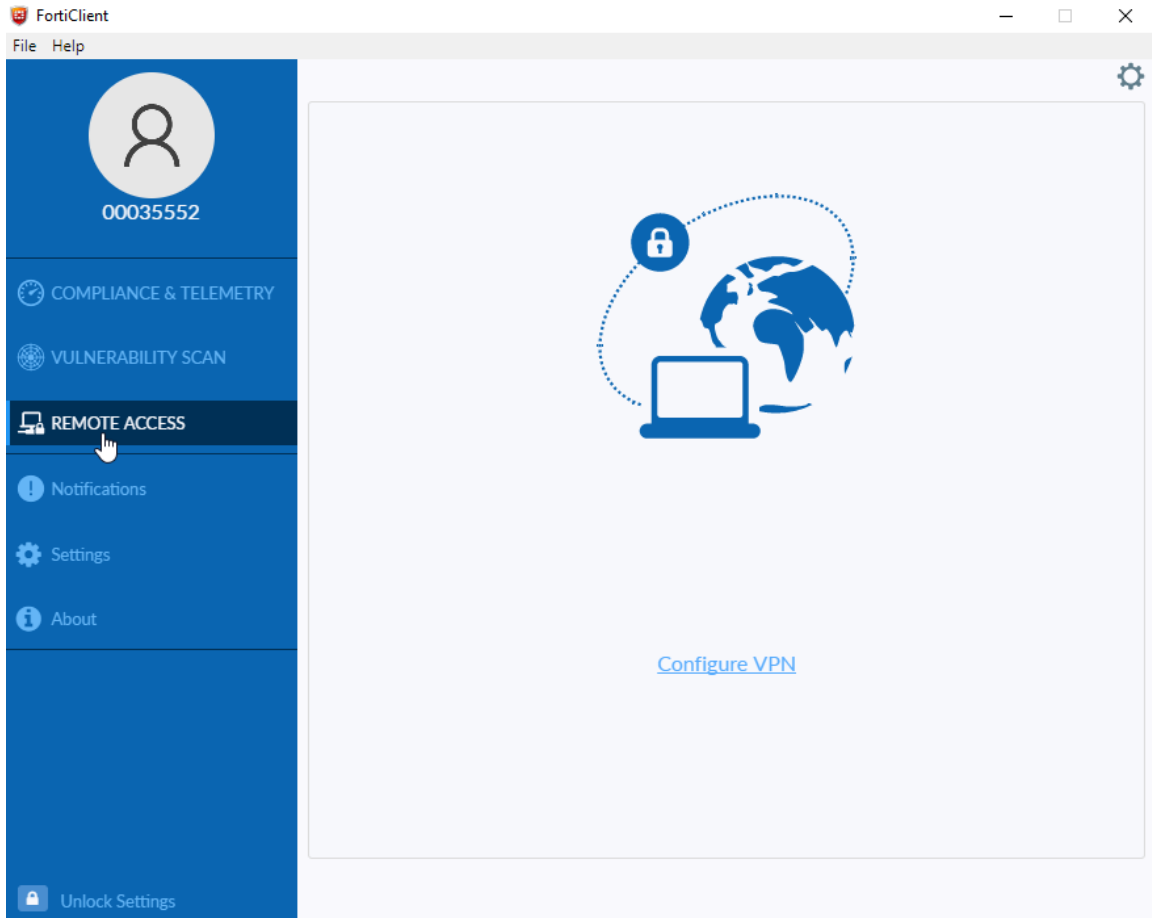 FortiClient
File Help
00035552
COMPLIANCE & TELEMETRY
VULNERABILITY SCAN
REMOTE ACCESS
Notifications
Settings
About
Configure VPN
Unlock Settings